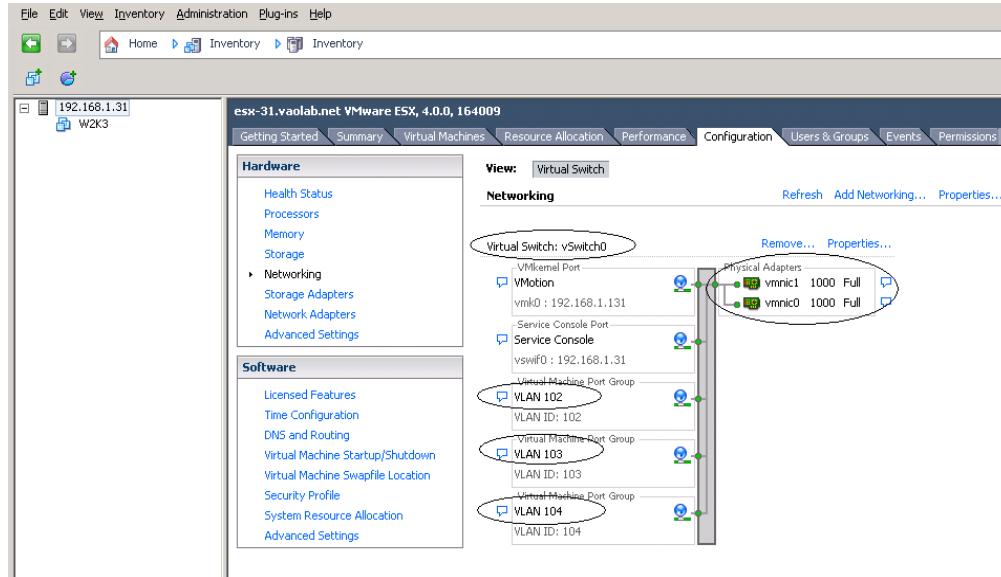 File Edit View Inventory Administration Plug-ins Help
Home Inventory Inventory
192.168.1.31
W2K3
esx-31.vaolab.net VMware ESX, 4.0.0, 164009
Getting Started Summary Virtual Machines Resource Allocation Performance Configuration Users & Groups Events Permissions
Hardware
Health Status
Processors
Memory
Storage
Networking
Storage Adapters
Network Adapters
Advanced Settings
Software
Licensed Features
Time Configuration
DNS and Routing
Virtual Machine Startup/Shutdown
Virtual Machine Swapfile Location
Security Profile
System Resource Allocation
Advanced Settings
View: Virtual Switch
Networking Refresh Add Networking... Properties...
Virtual Switch: vSwitch0 Remove... Properties...
VMkernel Port
VMotion
vmk0 : 192.168.1.131
Service Console Port
Service Console
vswif0 : 192.168.1.31
Virtual Machine Port Group
VLAN 102
VLAN ID: 102
Virtual Machine Port Group
VLAN 103
VLAN ID: 103
Virtual Machine Port Group
VLAN 104
VLAN ID: 104
Physical Adapters
vmnic1 1000 Full
vmnic0 1000 Full